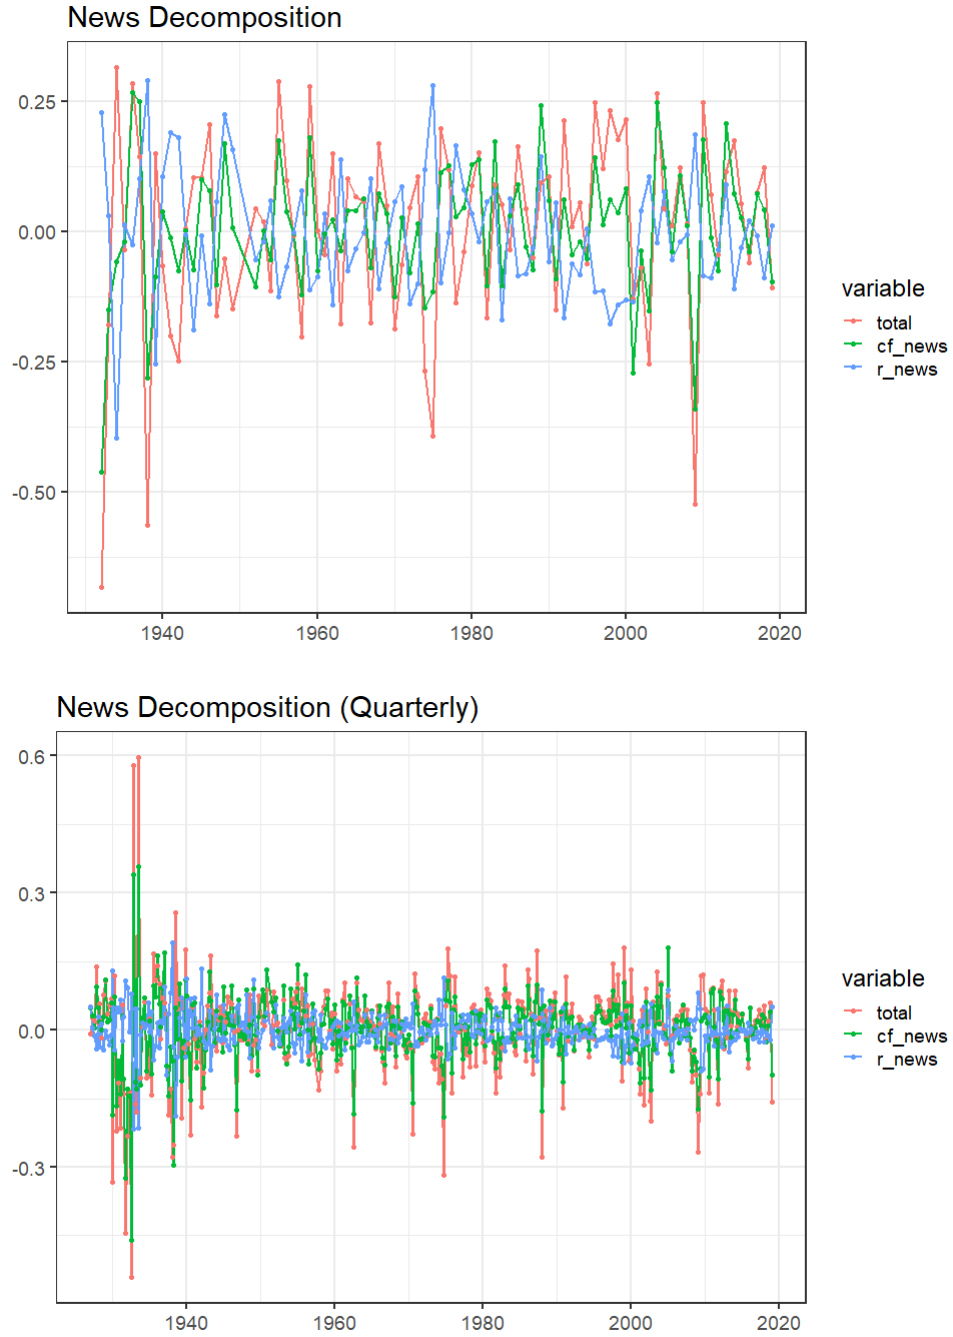 News Decomposition
0.25
0.00
-0.25
-0.50
1940 1960 1980 2000 2020
variable
total
cf_news
r_news
News Decomposition (Quarterly)
0.6
0.3
0.0
-0.3
1940 1960 1980 2000 2020
variable
total
cf_news
r_news